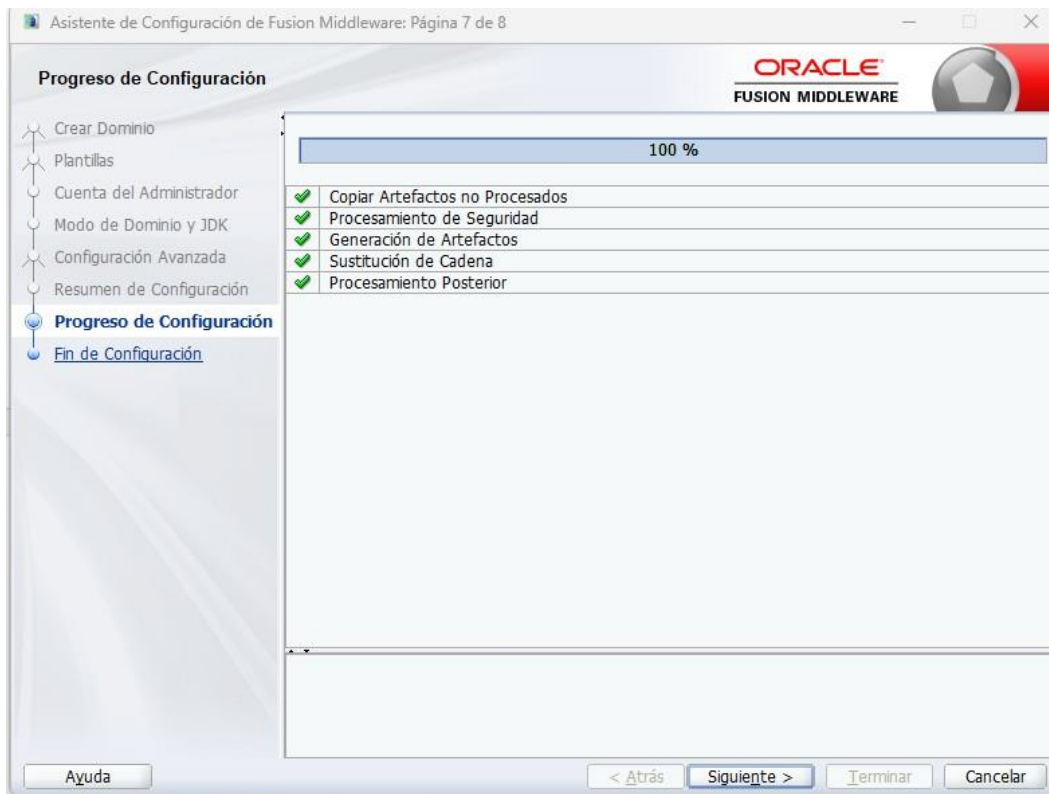 Asistente de Configuración de Fusion Middleware: Página 7 de 8
Progreso de Configuración
ORACLE
FUSION MIDDLEWARE
Crear Dominio
Plantillas
Cuenta del Administrador
Modo de Dominio y JDK
Configuración Avanzada
Resumen de Configuración
Progreso de Configuración
Fin de Configuración
100 %
Copiar Artefactos no Procesados
Procesamiento de Seguridad
Generación de Artefactos
Sustitución de Cadena
Procesamiento Posterior
Ayuda
< Atrás
Siguiente >
Terminar
Cancelar